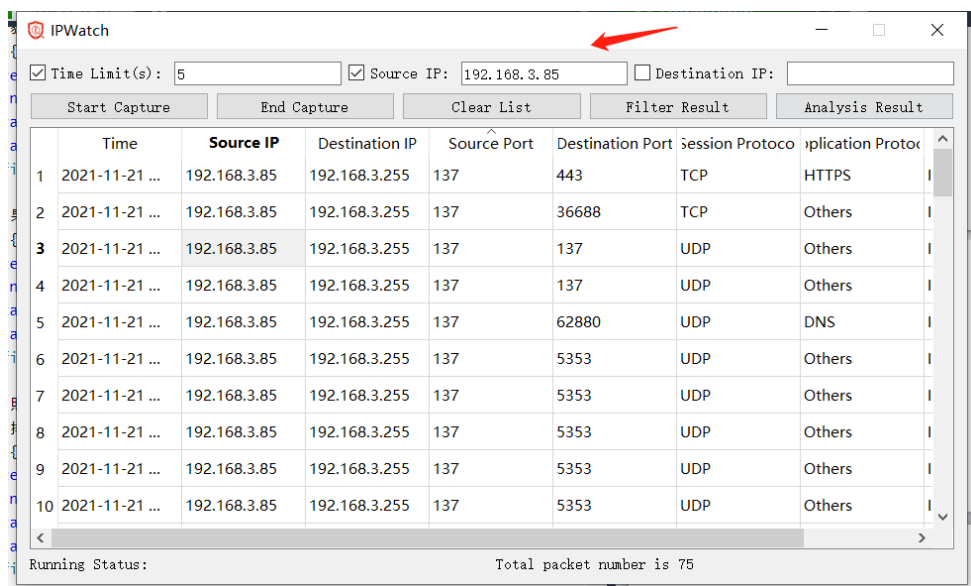 IPWatch
Time Limit(s): 5 Source IP: 192.168.3.85 Destination IP:
Start Capture End Capture Clear List Filter Result Analysis Result
Time Source IP Destination IP Source Port Destination Port Session Protoco plication Protoc
1 2021-11-21 ... 192.168.3.85 192.168.3.255 137 443 TCP HTTPS
2 2021-11-21 ... 192.168.3.85 192.168.3.255 137 36688 TCP Others
3 2021-11-21 ... 192.168.3.85 192.168.3.255 137 137 UDP Others
4 2021-11-21 ... 192.168.3.85 192.168.3.255 137 137 UDP Others
5 2021-11-21 ... 192.168.3.85 192.168.3.255 137 62880 UDP DNS
6 2021-11-21 ... 192.168.3.85 192.168.3.255 137 5353 UDP Others
7 2021-11-21 ... 192.168.3.85 192.168.3.255 137 5353 UDP Others
8 2021-11-21 ... 192.168.3.85 192.168.3.255 137 5353 UDP Others
9 2021-11-21 ... 192.168.3.85 192.168.3.255 137 5353 UDP Others
10 2021-11-21 ... 192.168.3.85 192.168.3.255 137 5353 UDP Others
Running Status: Total packet number is 75